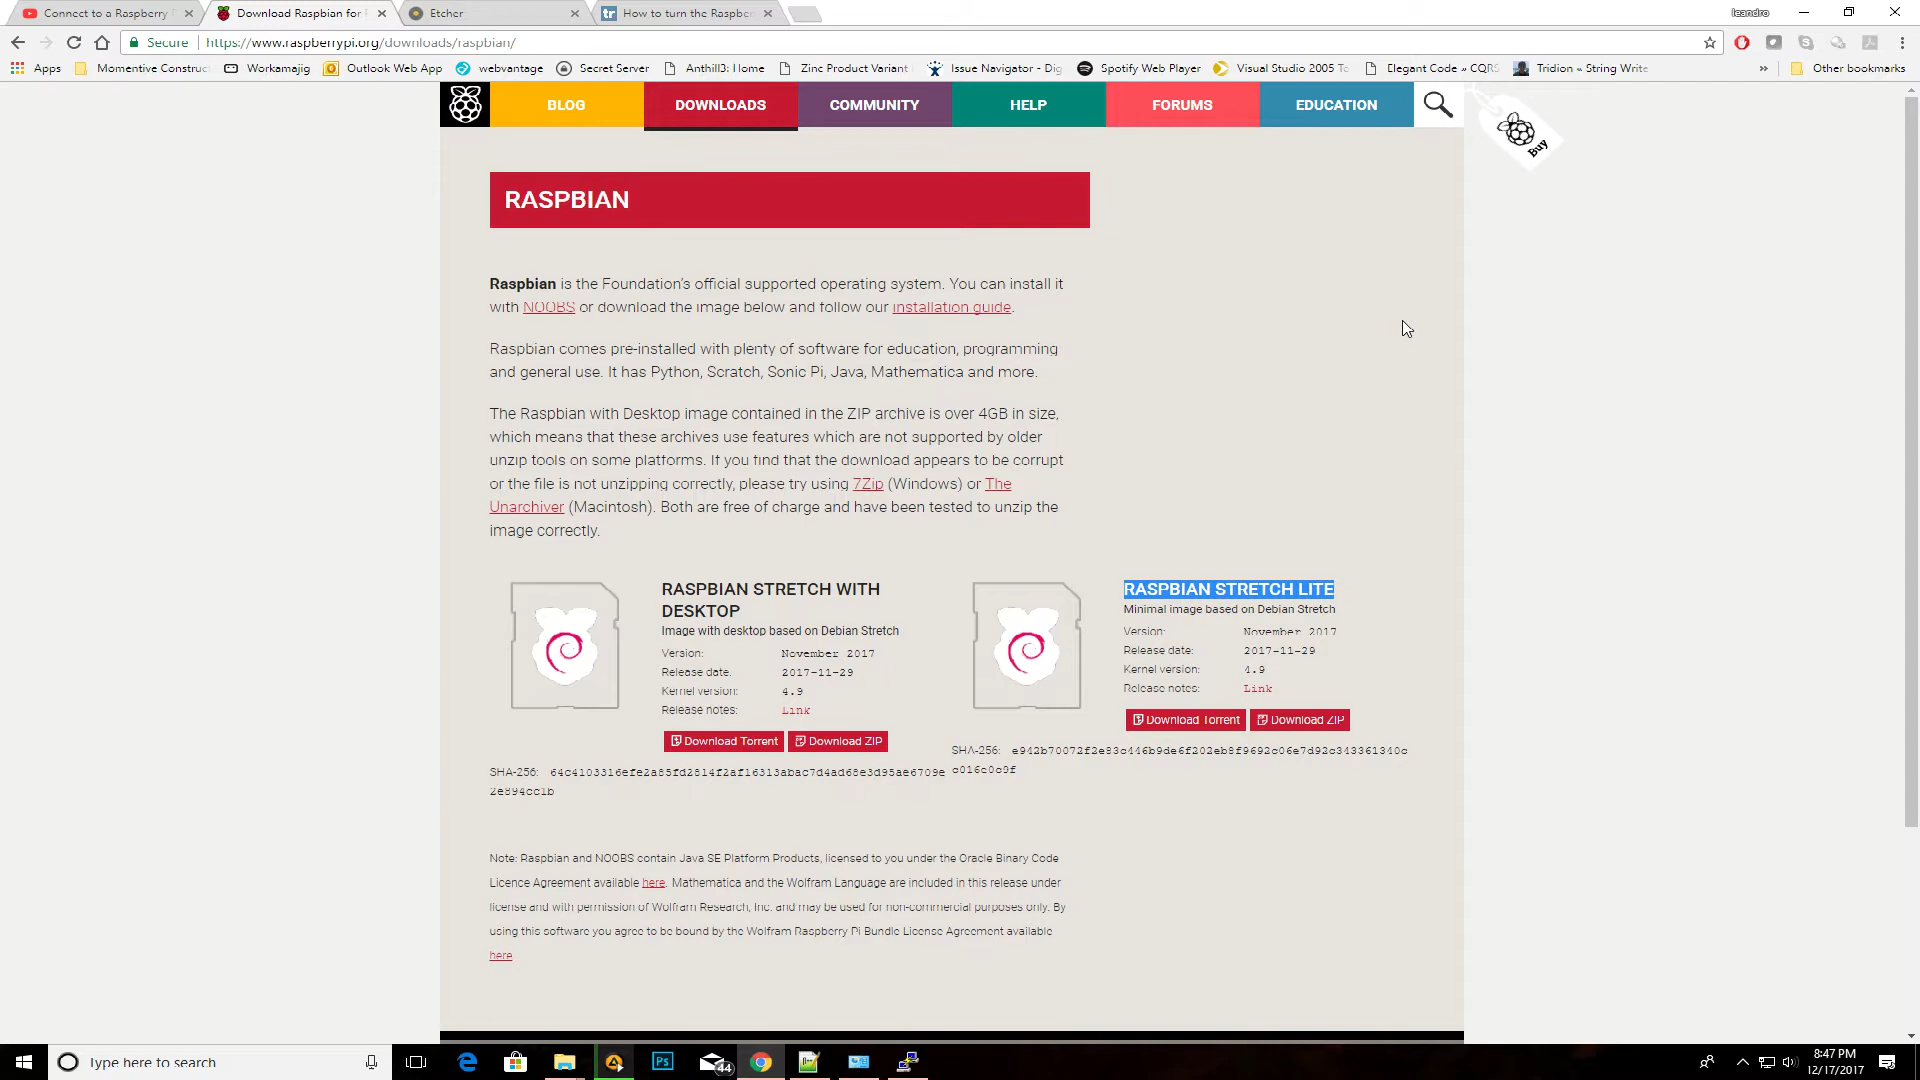 Connect to a Raspberry P
Download Raspbian for R
Etcher
How to turn the Raspber
leandro
Secure
https://www.raspberrypi.org/downloads/raspbian/
Apps
Momentive Construc
Workamajig
Outlook Web App
webvantage
Secret Server
Anthill3: Home
Zinc Product Variant
Issue Navigator - Dig
Spotify Web Player
Visual Studio 2005 To
Elegant Code » CQRS
Tridion « String Write
»
Other bookmarks
BLOG
DOWNLOADS
COMMUNITY
HELP
FORUMS
EDUCATION
Buy
RASPBIAN
Raspbian is the Foundation's official supported operating system. You can install it
with NOOBS or download the image below and follow our installation guide.
Raspbian comes pre-installed with plenty of software for education, programming
and general use. It has Python, Scratch, Sonic Pi, Java, Mathematica and more.
The Raspbian with Desktop image contained in the ZIP archive is over 4GB in size,
which means that these archives use features which are not supported by older
unzip tools on some platforms. If you find that the download appears to be corrupt
or the file is not unzipping correctly, please try using 7Zip (Windows) or The
Unarchiver (Macintosh). Both are free of charge and have been tested to unzip the
image correctly.
RASPBIAN STRETCH WITH
DESKTOP
Image with desktop based on Debian Stretch
Version: November 2017
Release date: 2017-11-29
Kernel version: 4.9
Release notes: Link
Download Torrent
Download ZIP
SHA-256: 64c4103316efe2a85fd2814f2af16313abac7d4ad68e3d95ae6709e
2e894cc1b
RASPBIAN STRETCH LITE
Minimal image based on Debian Stretch
Version: November 2017
Release date: 2017-11-29
Kernel version: 4.9
Release notes: Link
Download Torrent
Download ZIP
SHA-256: e942b70072f2e83c446b9de6f202eb8f9692c06e7d92c343361340c
c016e0c9f
Note: Raspbian and NOOBS contain Java SE Platform Products, licensed to you under the Oracle Binary Code
Licence Agreement available here. Mathematica and the Wolfram Language are included in this release under
license and with permission of Wolfram Research, Inc. and may be used for non-commercial purposes only. By
using this software you agree to be bound by the Wolfram Raspberry Pi Bundle License Agreement available
here
Type here to search
Ps
44
8:47 PM
12/17/2017